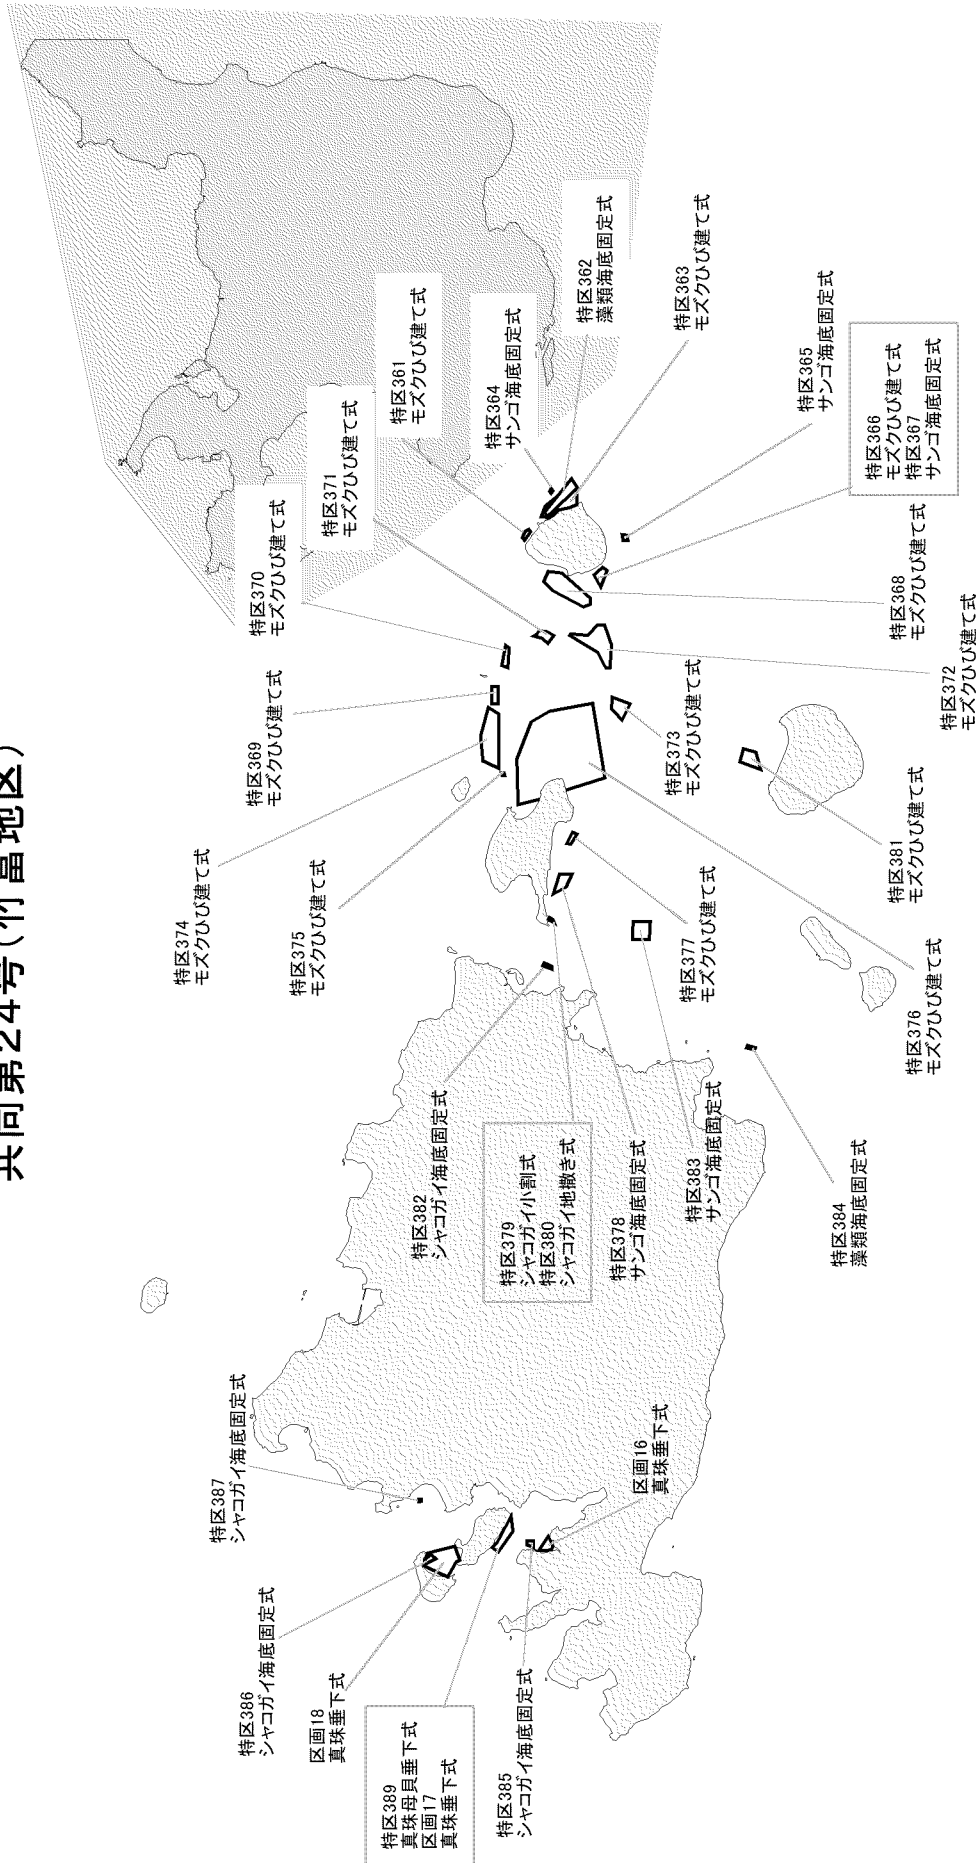 共同第24号(竹富地区)
特区387
シャコガイ海底固定式
特区386
シャコガイ海底固定式
区画18
真珠垂下式
特区389
真珠母貝垂下式
区画17
真珠垂下式
特区385
シャコガイ海底固定式
区画16
真珠垂下式
特区382
シャコガイ海底固定式
特区379
シャコガイ小割式
特区380
シャコガイ地撒き式
特区378
サンゴ海底固定式
特区383
サンゴ海底固定式
特区384
藻類海底固定式
特区374
モズクひび建て式
特区375
モズクひび建て式
特区377
モズクひび建て式
特区376
モズクひび建て式
特区381
モズクひび建て式
特区369
モズクひび建て式
特区373
モズクひび建て式
特区370
モズクひび建て式
特区372
モズクひび建て式
特区368
モズクひび建て式
特区371
モズクひび建て式
特区361
モズクひび建て式
特区364
サンゴ海底固定式
特区362
藻類海底固定式
特区363
モズクひび建て式
特区365
サンゴ海底固定式
特区366
モズクひび建て式
特区367
サンゴ海底固定式